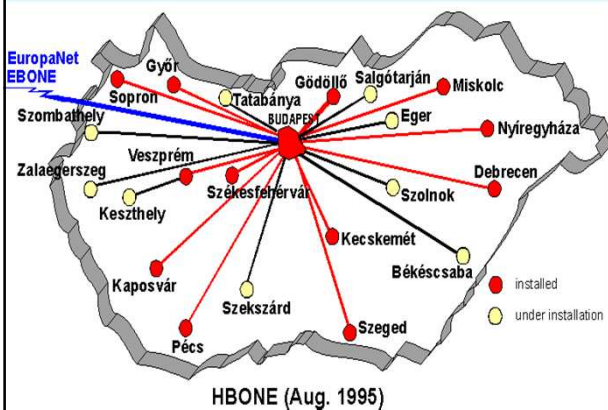 EuropaNet
EBONE
Győr
Sopron
Tatabánya
Gödöllő
Salgótarján
Miskolc
BUDAPEST
Eger
Szombathely
Nyíregyháza
Veszprém
Zalaegerszeg
Székesfehérvár
Debrecen
Keszthely
Szolnok
Kecskemét
Kaposvár
Békéscsaba
Szekszárd
Szeged
Pécs
installed
under installation
HBONE (Aug. 1995)